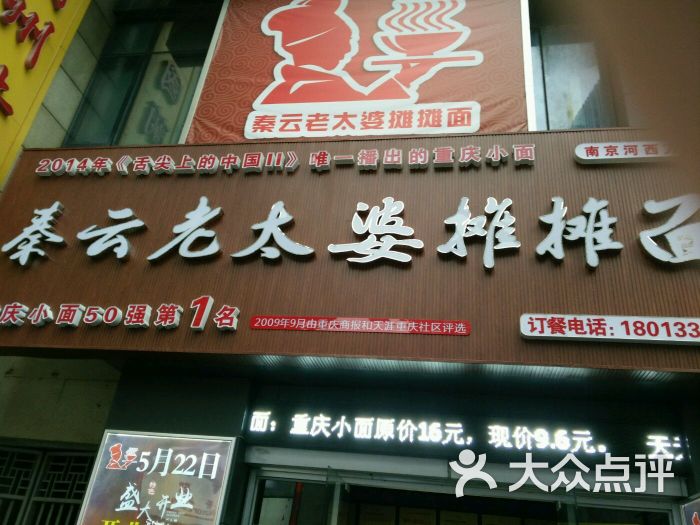 秦云老太婆摊摊面
2014年《舌尖上的中国II》唯一播出的重庆小面
南京河西
秦云老太婆摊摊面
庆小面50强第1名
2009年9月由重庆商报和天涯重庆社区评选
订餐电话：18013
面：重庆小面原价16元，现价9.6元。 天
5月22日
盛大开业
大众点评